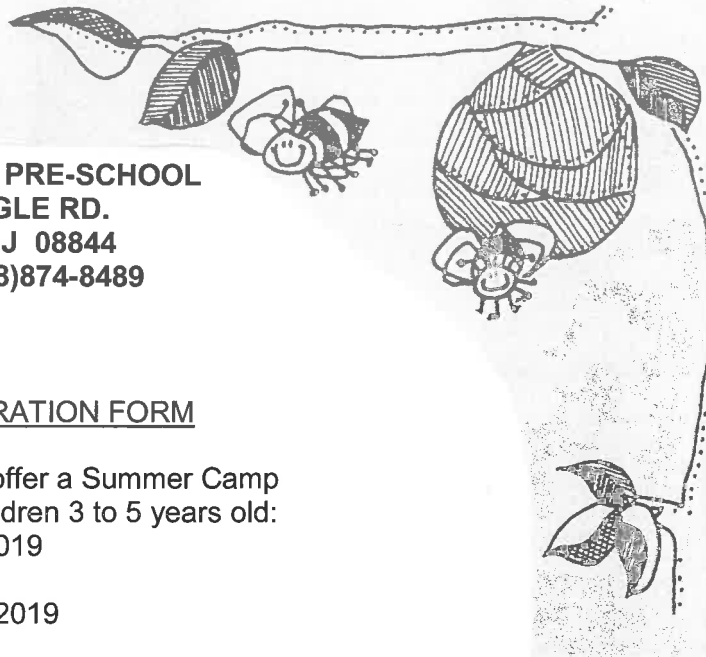 PRE-SCHOOL
GLE RD.
J 08844
8)874-8489
RATION FORM
offer a Summer Camp
dren 3 to 5 years old:
019
2019